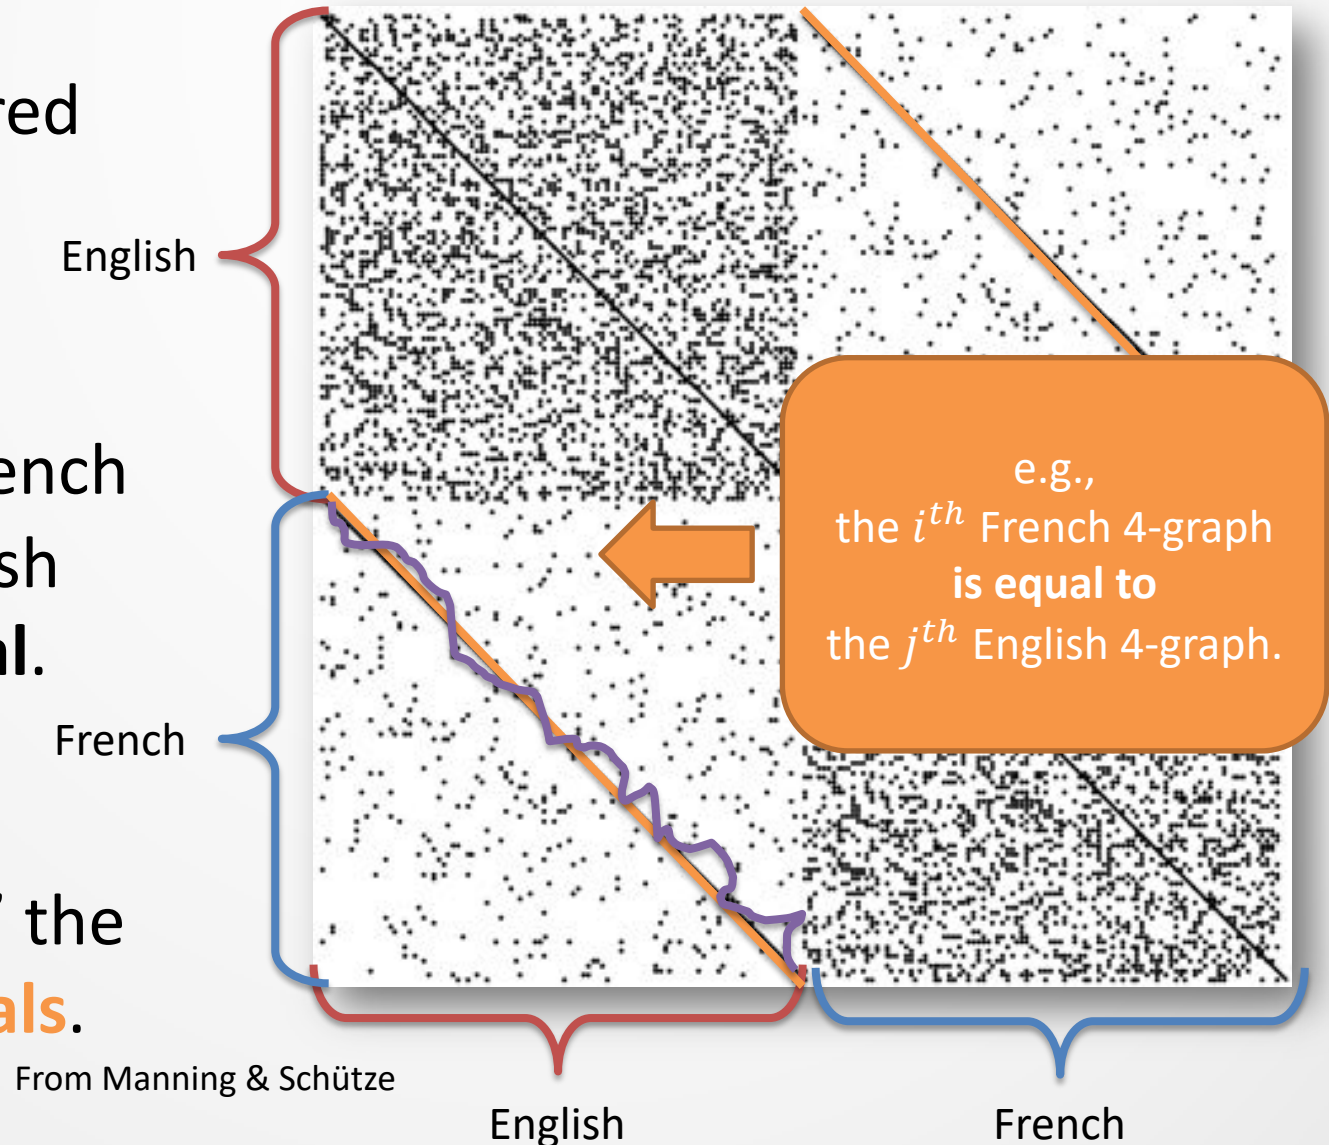 red
English
ench
sh
al.
French
the
als.
e.g.,
the iᵗʰ French 4-graph
is equal to
the jᵗʰ English 4-graph.
From Manning & Schütze
English
French